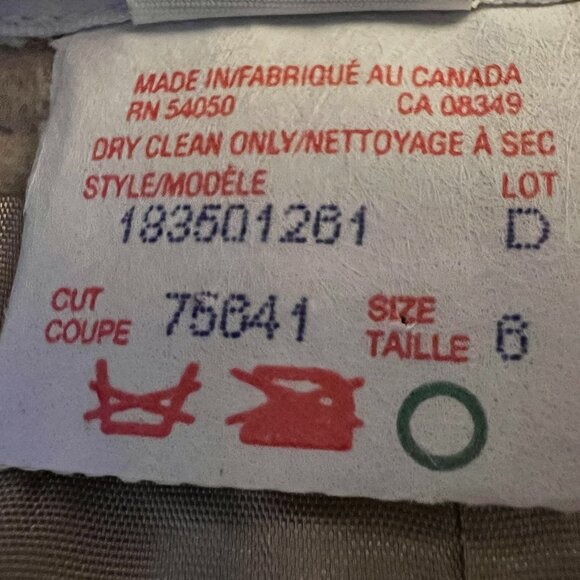 MADE IN/FABRIQUÉ AU CANADA
RN 54050 CA 08349
DRY CLEAN ONLY/NETTOYAGE À SEC
STYLE/MODÈLE LOT
183501261 D
CUT 75641 SIZE 6
COUPE TAILLE